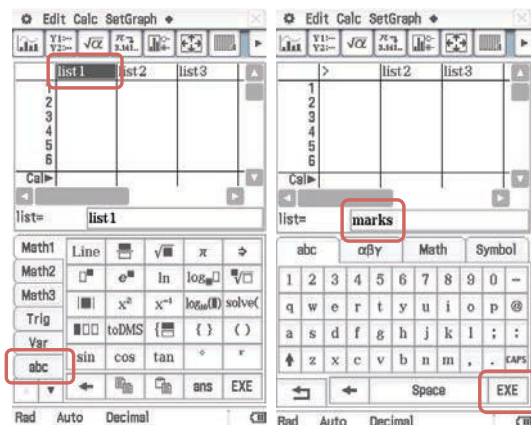 Edit Calc SetGraph
list1 list2 list3
1
2
3
4
5
6
Cal
list= list1
Math1 Line √ π ⇒
Math2 e ln log
Math3 x² x⁻¹ log₁₀( solve(
Trig toDMS { { } ( )
Var sin cos tan ° r
abc
ans EXE
Rad Auto Decimal
Edit Calc SetGraph
> list2 list3
1
2
3
4
5
6
Cal
list= marks
abc αβγ Math Symbol
1 2 3 4 5 6 7 8 9 0 −
q w e r t y u i o p @
a s d f g h j k l ; :
z x c v b n m , . CAPS
Space EXE
Rad Auto Decimal